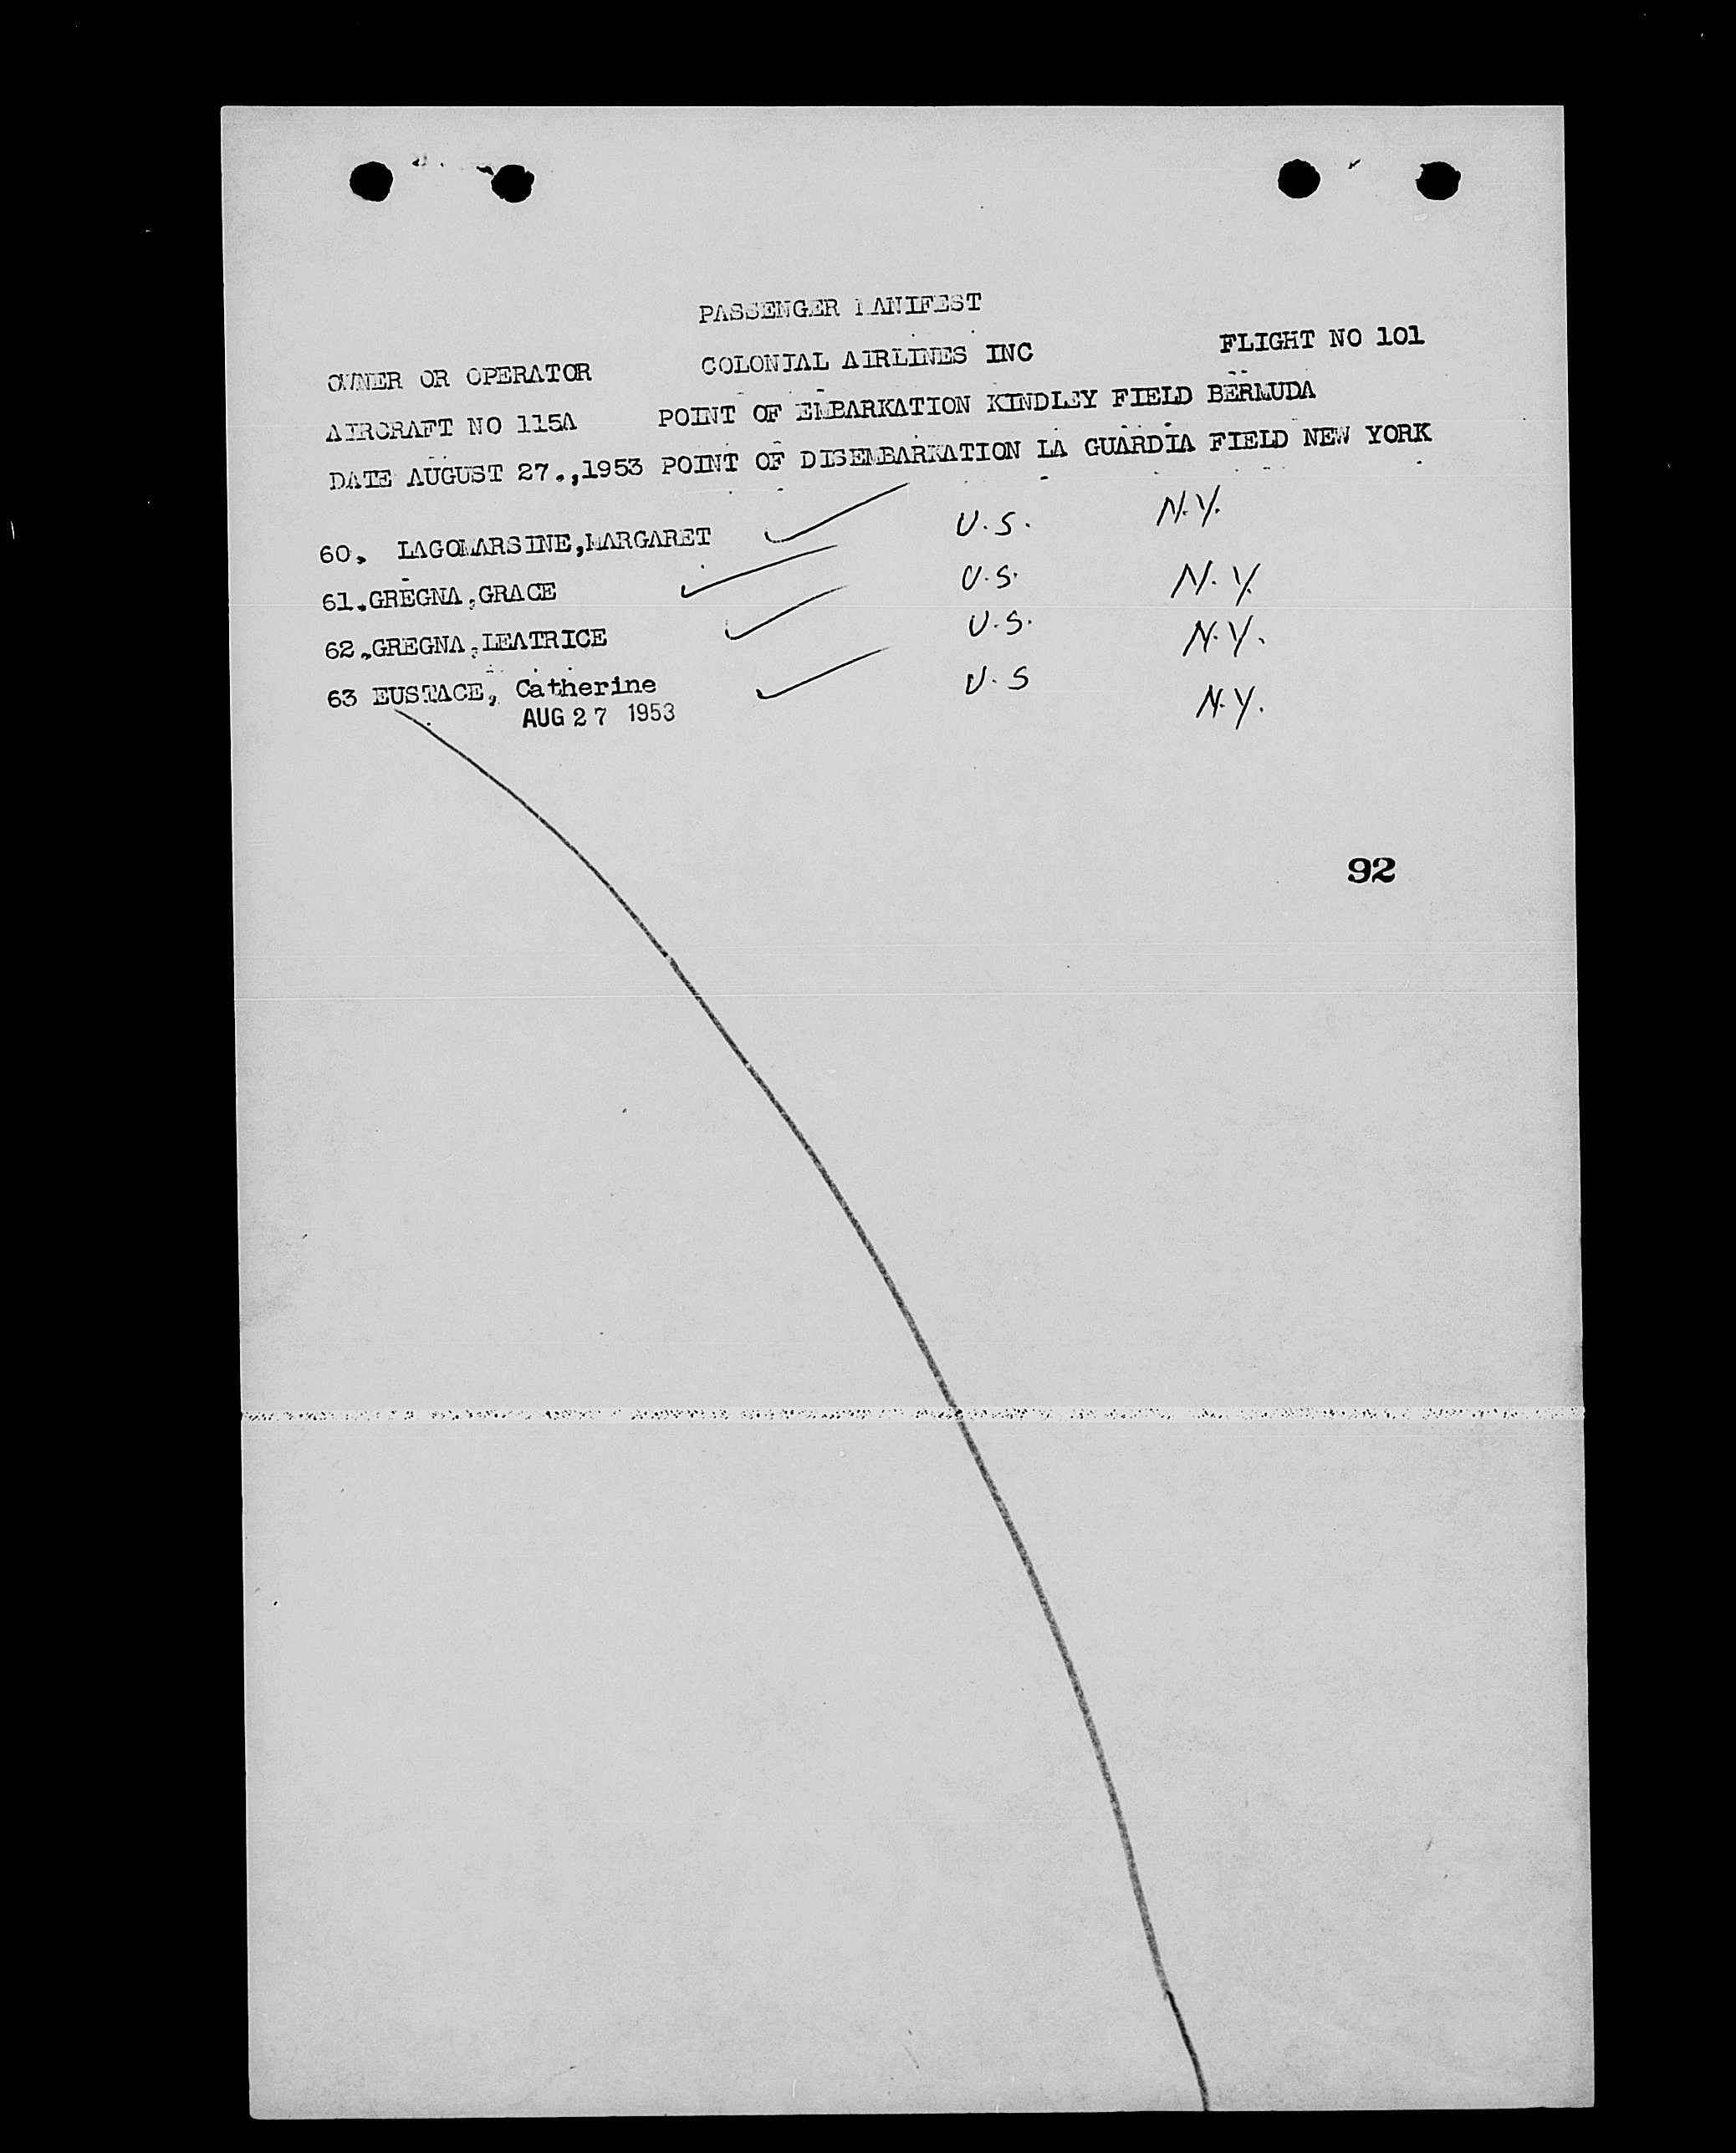 PASSENGER MANIFEST
OWNER OR OPERATOR COLONIAL AIRLINES INC FLIGHT NO 101
AIRCRAFT NO 115A POINT OF EMBARKATION KINDLEY FIELD BERMUDA
DATE AUGUST 27.,1953 POINT OF DISEMBARKATION LA GUARDIA FIELD NEW YORK
60. LAGOMARSINE,MARGARET U.S. N.Y.
61.GREGNA,GRACE U.S. N.Y.
62.GREGNA,LEATRICE U.S. N.Y.
63 EUSTACE, Catherine U.S N.Y.
AUG 27 1953
92